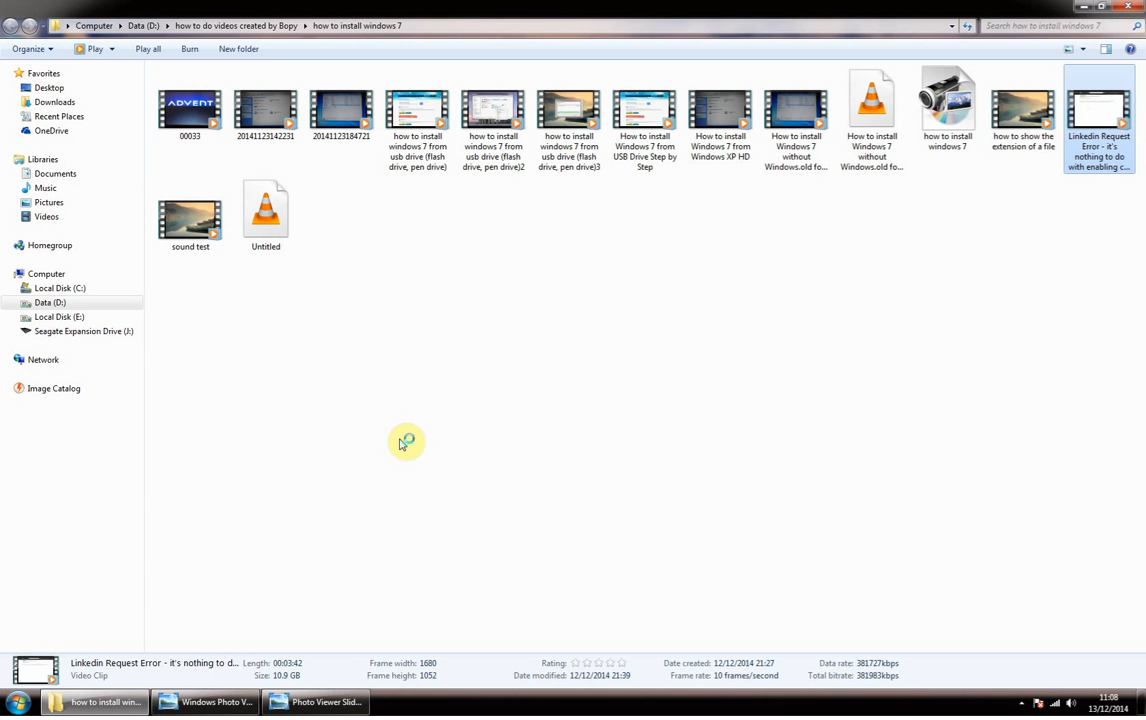 Computer ▸ Data (D:) ▸ how to do videos created by Bopy ▸ how to install windows 7
Search how to install windows 7
Organize Play Play all Burn New folder
Favorites
Desktop
Downloads
Recent Places
OneDrive
Libraries
Documents
Music
Pictures
Videos
Homegroup
Computer
Local Disk (C:)
Data (D:)
Local Disk (E:)
Seagate Expansion Drive (J:)
Network
Image Catalog
ADVENT
00033
20141123142231
20141123184721
how to install
windows 7 from
usb drive (flash
drive, pen drive)
how to install
windows 7 from
usb drive (flash
drive, pen drive)2
how to install
windows 7 from
usb drive (flash
drive, pen drive)3
How to install
Windows 7 from
USB Drive Step by
Step
How to install
Windows 7 from
Windows XP HD
How to install
Windows 7
without
Windows.old fo...
How to install
Windows 7
without
Windows.old fo...
how to install
windows 7
how to show the
extension of a file
Linkedin Request
Error - it's
nothing to do
with enabling c...
sound test
Untitled
Linkedin Request Error - it's nothing to d...
Video Clip
Length: 00:03:42
Size: 10.9 GB
Frame width: 1680
Frame height: 1052
Rating:
Date modified: 12/12/2014 21:39
Date created: 12/12/2014 21:27
Frame rate: 10 frames/second
Data rate: 381727kbps
Total bitrate: 381983kbps
how to install win...
Windows Photo V...
Photo Viewer Slid...
11:08
13/12/2014